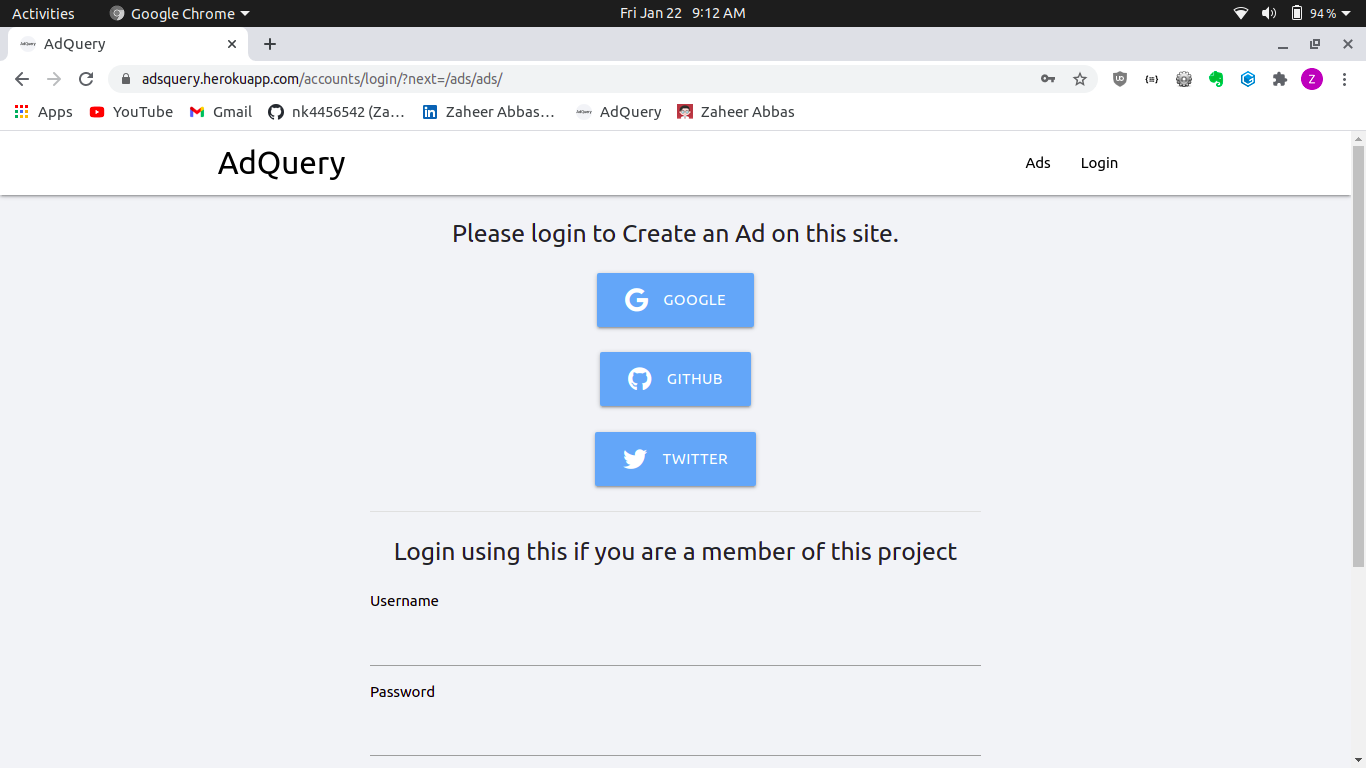 Activities Google Chrome Fri Jan 22 9:12 AM 94%
AdQuery
adsquery.herokuapp.com/accounts/login/?next=/ads/ads/ Z
Apps YouTube Gmail nk4456542 (Za... Zaheer Abbas... AdQuery Zaheer Abbas
AdQuery Ads Login
Please login to Create an Ad on this site.
GOOGLE
GITHUB
TWITTER
Login using this if you are a member of this project
Username
Password